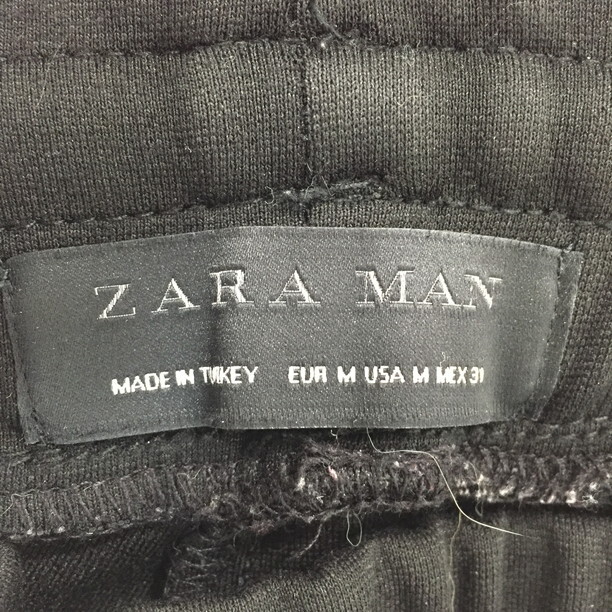 ZARA MAN
MADE IN TURKEY EUR M USA M MEX 31